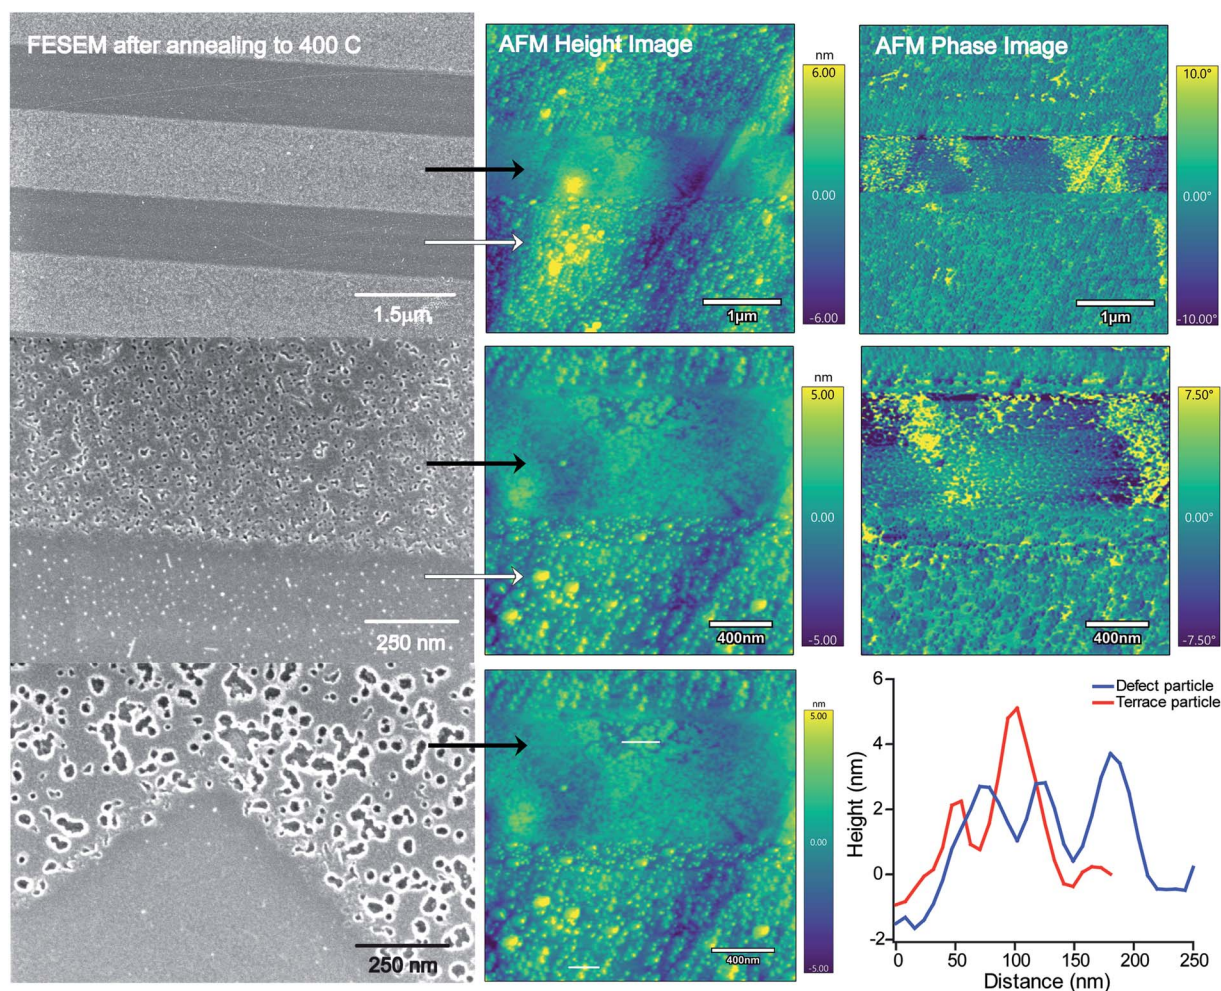 FESEM after annealing to 400 C
AFM Height Image
AFM Phase Image
nm
6.00
0.00
-6.00
10.0°
0.00°
-10.00°
1.5µm
1µm
1µm
nm
5.00
0.00
-5.00
7.50°
0.00°
-7.50°
250 nm
400nm
400nm
nm
5.00
0.00
-5.00
250 nm
400nm
Defect particle
Terrace particle
Height (nm)
6
4
2
0
-2
0 50 100 150 200 250
Distance (nm)